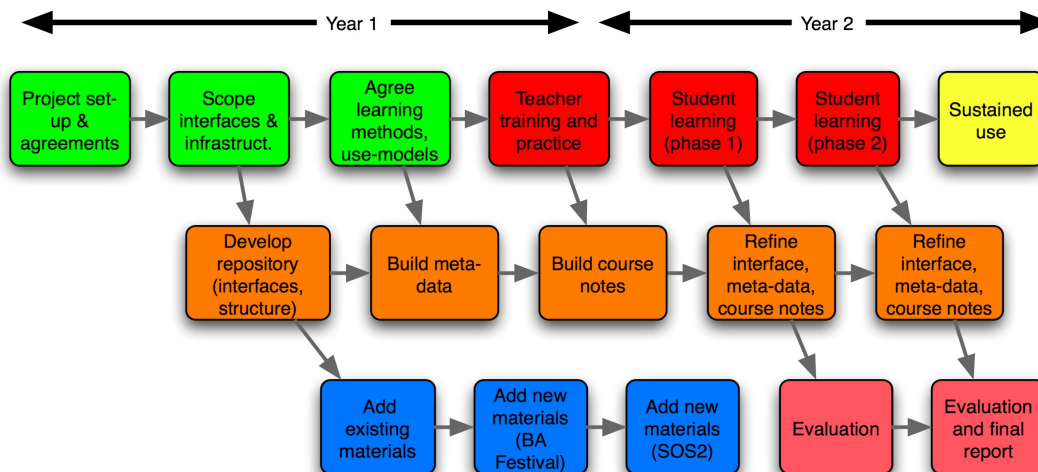 Year 1
Year 2
Project set-
up &
agreements
Scope
interfaces &
infrastruct.
Agree
learning
methods,
use-models
Teacher
training and
practice
Student
learning
(phase 1)
Student
learning
(phase 2)
Sustained
use
Develop
repository
(interfaces,
structure)
Build meta-
data
Build course
notes
Refine
interface,
meta-data,
course notes
Refine
interface,
meta-data,
course notes
Add
existing
materials
Add new
materials
(BA
Festival)
Add new
materials
(SOS2)
Evaluation
Evaluation
and final
report